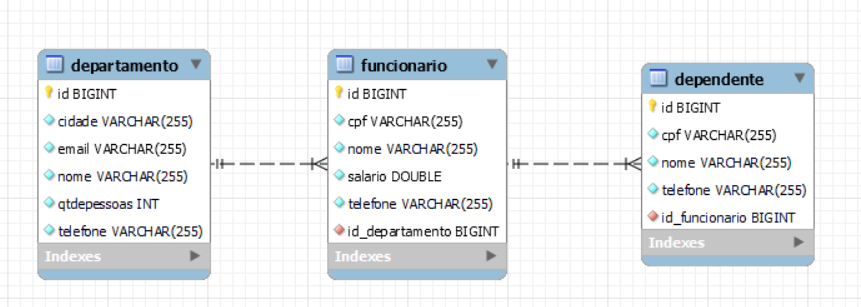 departamento
id BIGINT
cidade VARCHAR(255)
email VARCHAR(255)
nome VARCHAR(255)
qtdepessoas INT
telefone VARCHAR(255)
Indexes
funcionario
id BIGINT
cpf VARCHAR(255)
nome VARCHAR(255)
salario DOUBLE
telefone VARCHAR(255)
id_departamento BIGINT
Indexes
dependente
id BIGINT
cpf VARCHAR(255)
nome VARCHAR(255)
telefone VARCHAR(255)
id_funcionario BIGINT
Indexes